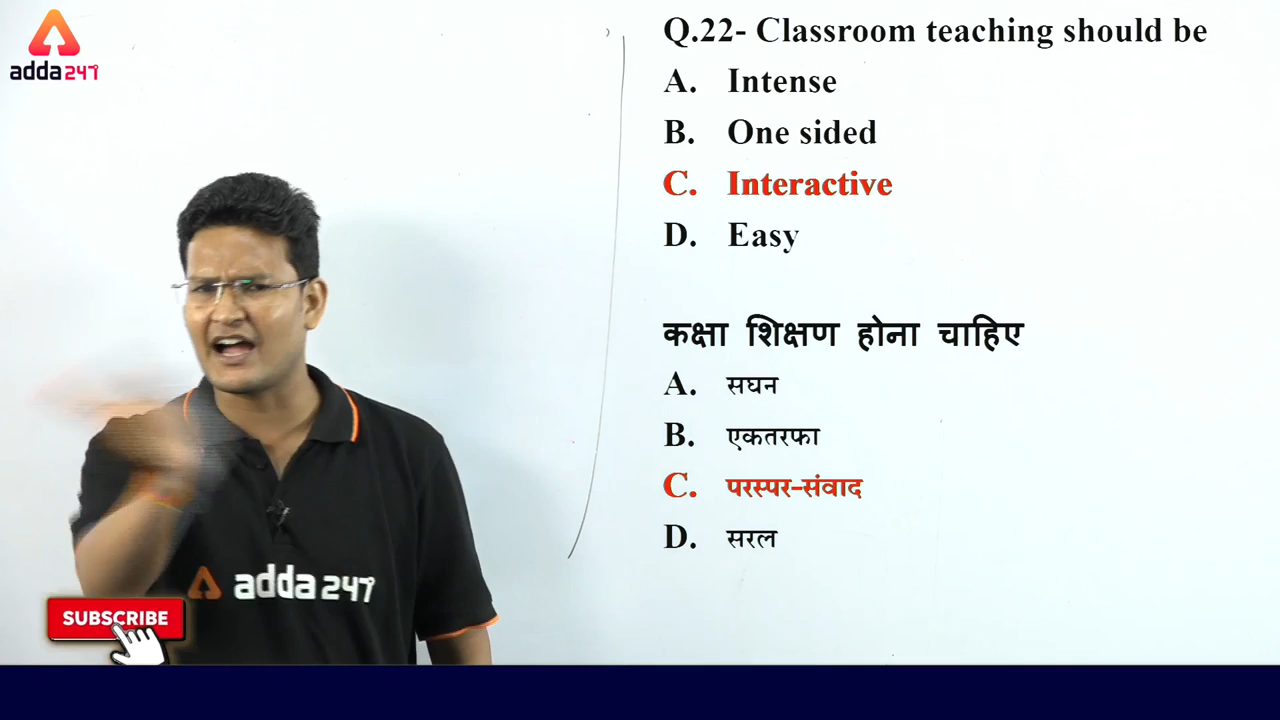 adda247
Q.22- Classroom teaching should be
A. Intense
B. One sided
C. Interactive
D. Easy
कक्षा शिक्षण होना चाहिए
A. सघन
B. एकतरफा
C. परस्पर-संवाद
D. सरल
adda247
SUBSCRIBE